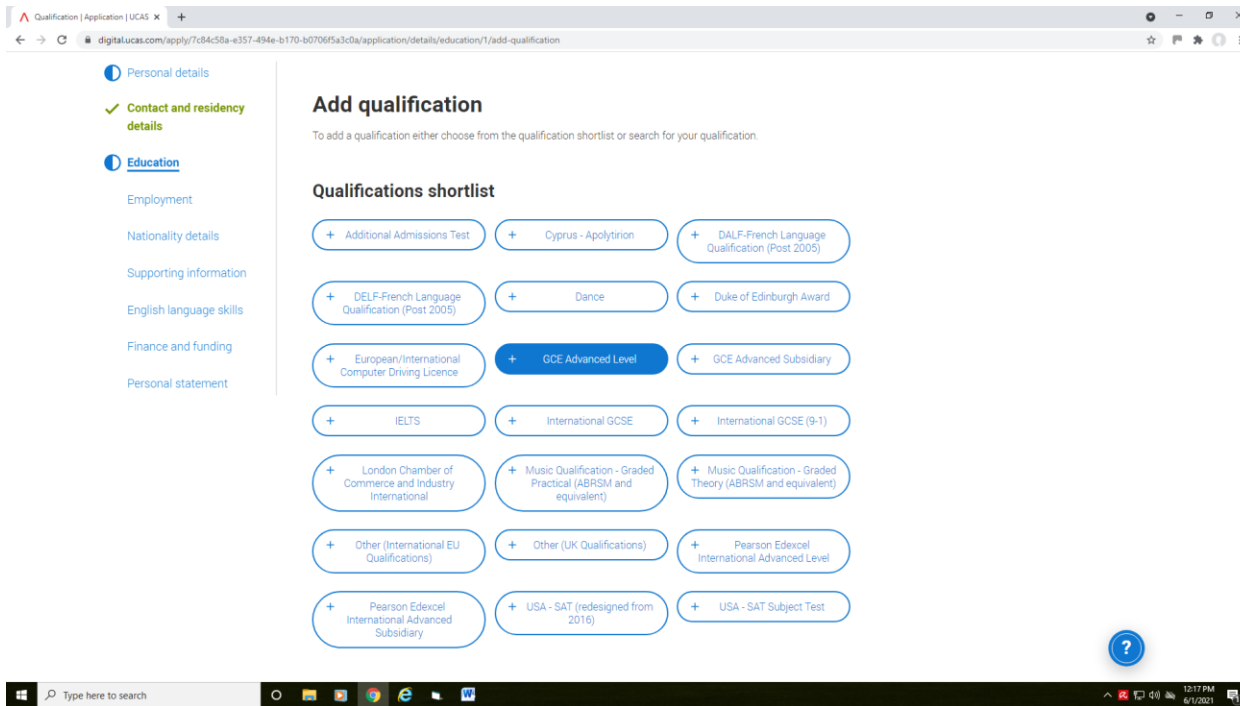 Qualification | Application | UCAS
digital.ucas.com/apply/7c84c58a-e357-494e-b170-b0706f5a3c0a/application/details/education/1/add-qualification
Personal details
Contact and residency
details
Education
Employment
Nationality details
Supporting information
English language skills
Finance and funding
Personal statement
Add qualification
To add a qualification either choose from the qualification shortlist or search for your qualification.
Qualifications shortlist
+ Additional Admissions Test
+ Cyprus - Apolytirion
+ DALF-French Language
Qualification (Post 2005)
+ DELF-French Language
Qualification (Post 2005)
+ Dance
+ Duke of Edinburgh Award
+ European/International
Computer Driving Licence
+ GCE Advanced Level
+ GCE Advanced Subsidiary
+ IELTS
+ International GCSE
+ International GCSE (9-1)
+ London Chamber of
Commerce and Industry
International
+ Music Qualification - Graded
Practical (ABRSM and
equivalent)
+ Music Qualification - Graded
Theory (ABRSM and equivalent)
+ Other (International EU
Qualifications)
+ Other (UK Qualifications)
+ Pearson Edexcel
International Advanced Level
+ Pearson Edexcel
International Advanced
Subsidiary
+ USA - SAT (redesigned from
2016)
+ USA - SAT Subject Test
?
Type here to search
12:17 PM
6/1/2021